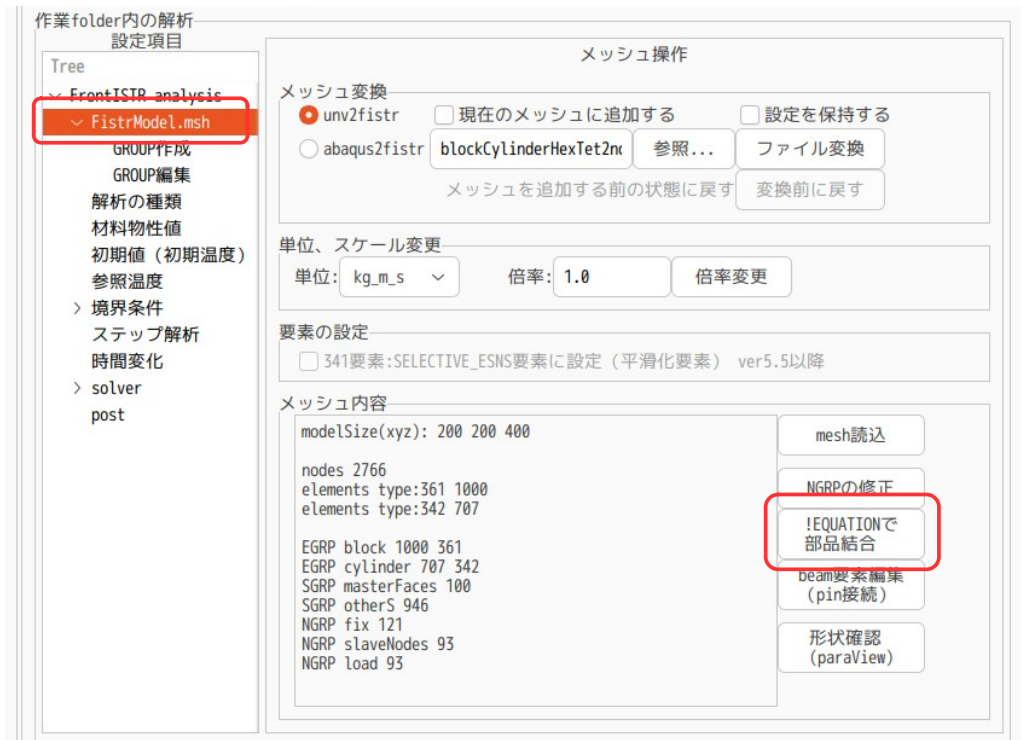 作業folder内の解析
設定項目
Tree
FrontISTR analysis
FistrModel.msh
GROUP作成
GROUP編集
解析の種類
材料物性値
初期値（初期温度）
参照温度
境界条件
ステップ解析
時間変化
solver
post
メッシュ操作
メッシュ変換
unv2fistr 現在のメッシュに追加する 設定を保持する
abaqus2fistr blockCylinderHexTet2nc 参照... ファイル変換
メッシュを追加する前の状態に戻す 変換前に戻す
単位、スケール変更
単位: kg_m_s 倍率: 1.0 倍率変更
要素の設定
341要素:SELECTIVE_ESNS要素に設定（平滑化要素） ver5.5以降
メッシュ内容
modelSize(xyz): 200 200 400
nodes 2766
elements type:361 1000
elements type:342 707
EGRP block 1000 361
EGRP cylinder 707 342
SGRP masterFaces 100
SGRP otherS 946
NGRP fix 121
NGRP slaveNodes 93
NGRP load 93
mesh読込
NGRPの修正
!EQUATIONで
部品結合
beam要素編集
(pin接続)
形状確認
(paraView)